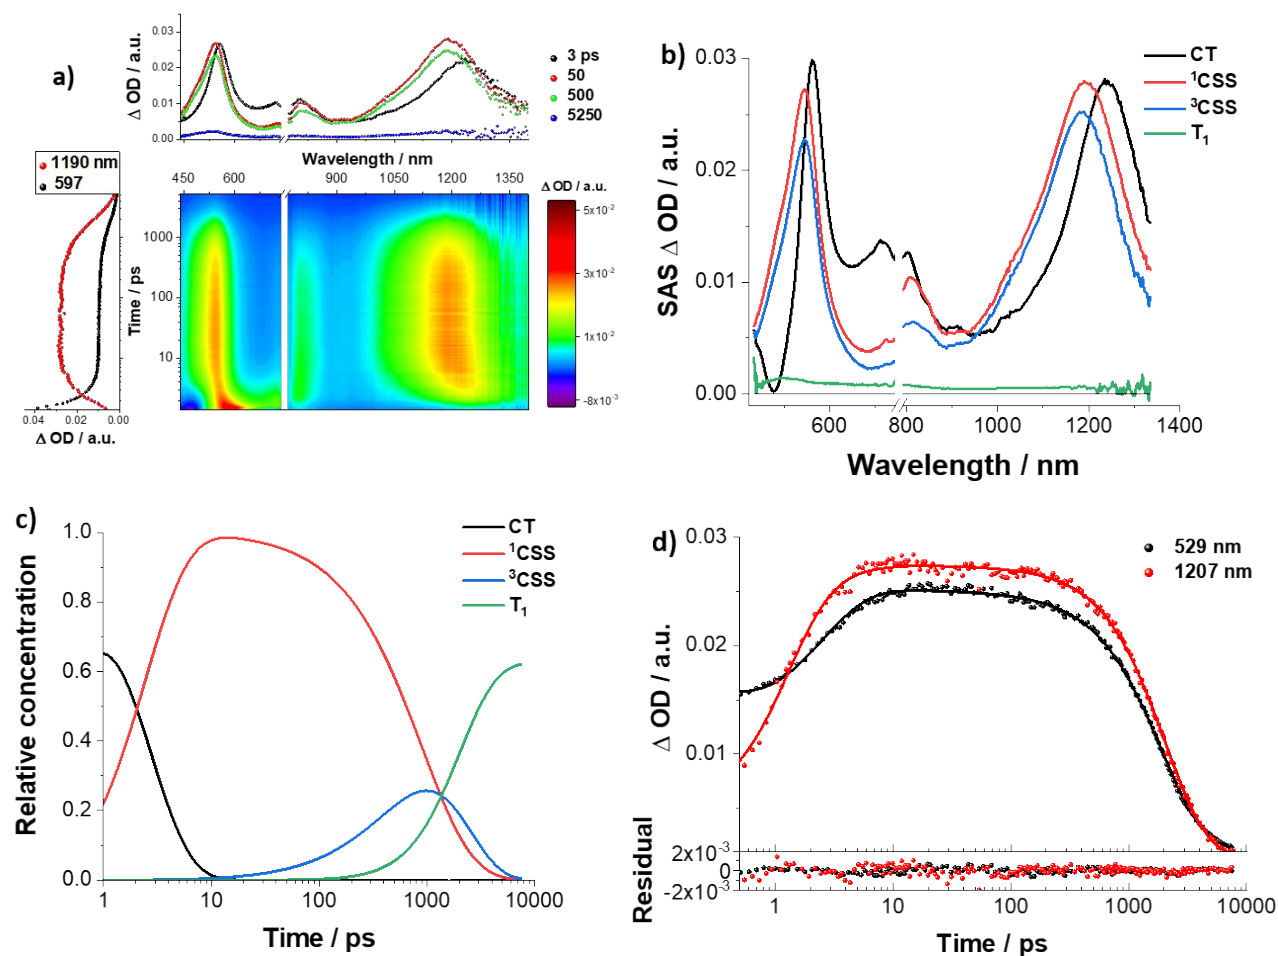 a)
Δ OD / a.u.
0.03
0.02
0.01
0.00
3 ps
50
500
5250
Wavelength / nm
450 600 900 1050 1200 1350
1190 nm
597
Time / ps
1000
100
10
0.04 0.02 0.00
Δ OD / a.u.
Δ OD / a.u.
5x10⁻²
3x10⁻²
1x10⁻²
-8x10⁻³
b)
SAS Δ OD / a.u.
0.03
0.02
0.01
0.00
CT
¹CSS
³CSS
T₁
600 800 1000 1200 1400
Wavelength / nm
c)
Relative concentration
1.0
0.8
0.6
0.4
0.2
0.0
CT
¹CSS
³CSS
T₁
1 10 100 1000 10000
Time / ps
d)
Δ OD / a.u.
0.03
0.02
0.01
529 nm
1207 nm
Residual
2x10⁻³
0
-2x10⁻³
1 10 100 1000 10000
Time / ps